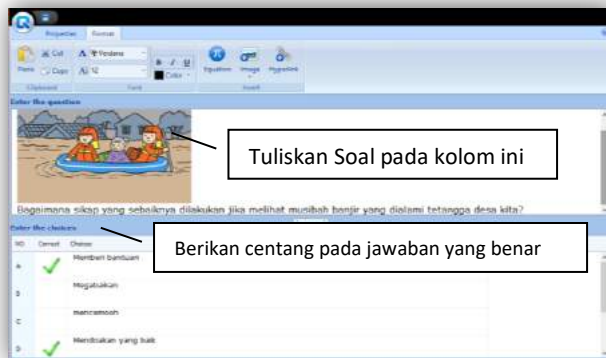 Properties Format
Cut A Verdana
Paste Copy A 12 B I U Color Equation Image Hyperlink
Clipboard Font Insert
Enter the question
Tuliskan Soal pada kolom ini
Bagaimana sikap yang sebaiknya dilakukan jika melihat musibah banjir yang dialami tetangga desa kita?
Enter the choices
Berikan centang pada jawaban yang benar
NO Correct Choices
A Memberi bantuan
B
C mencemooh
D Mendoakan yang baik